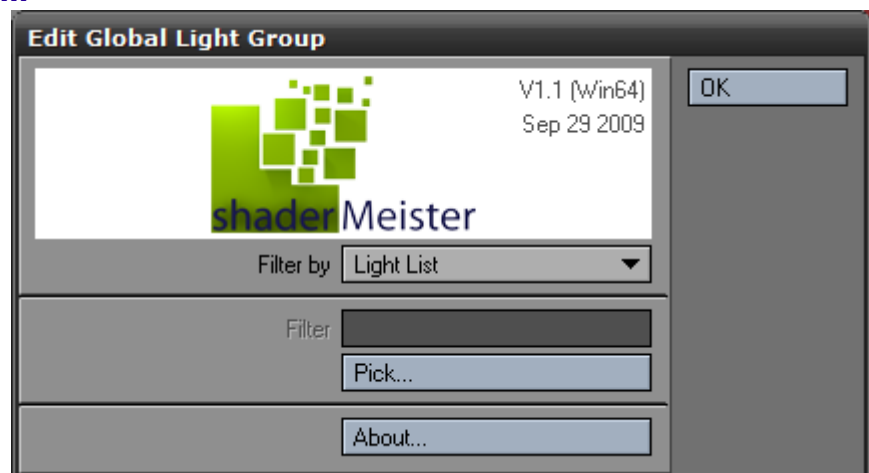 Edit Global Light Group
V1.1 (Win64)
Sep 29 2009
OK
shaderMeister
Filter by Light List
Filter
Pick...
About...